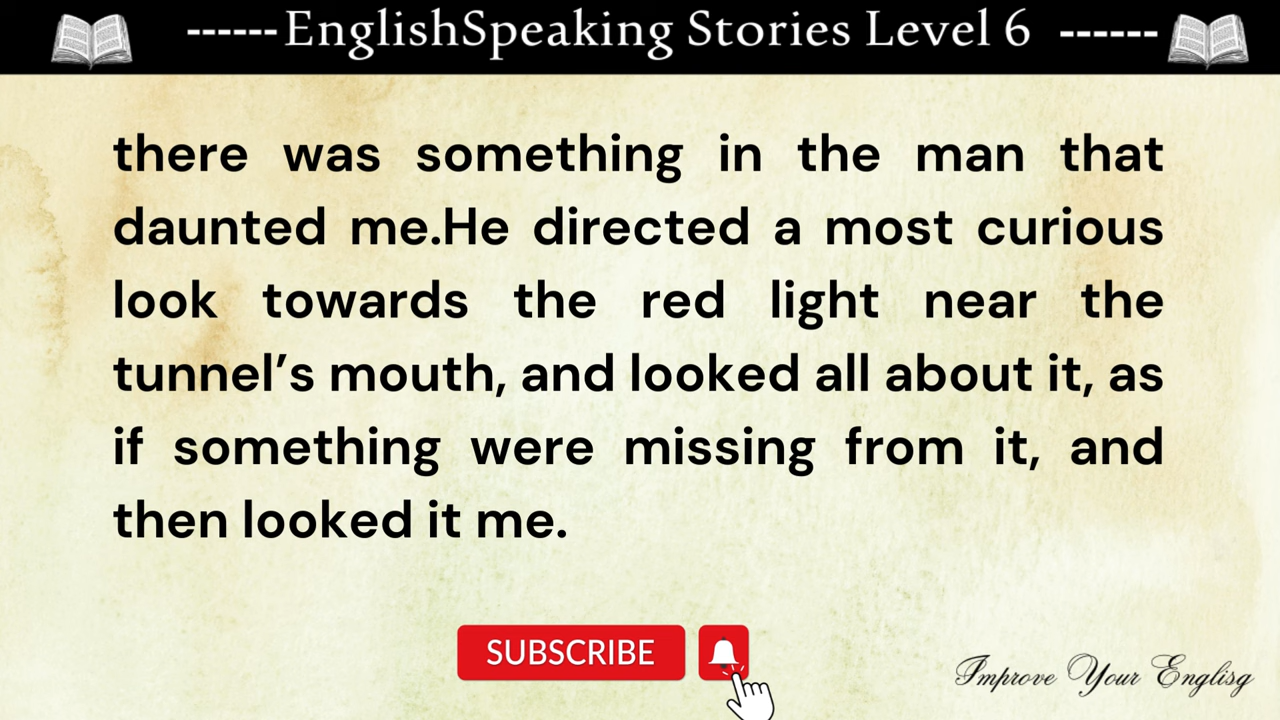 ------EnglishSpeaking Stories Level 6 ------
there was something in the man that
daunted me.He directed a most curious
look towards the red light near the
tunnel’s mouth, and looked all about it, as
if something were missing from it, and
then looked it me.
SUBSCRIBE
Improve Your Englisg